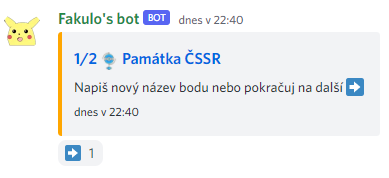 Fakulo's bot BOT dnes v 22:40
1/2 Památka ČSSR
Napiš nový název bodu nebo pokračuj na další ➡
dnes v 22:40
➡ 1